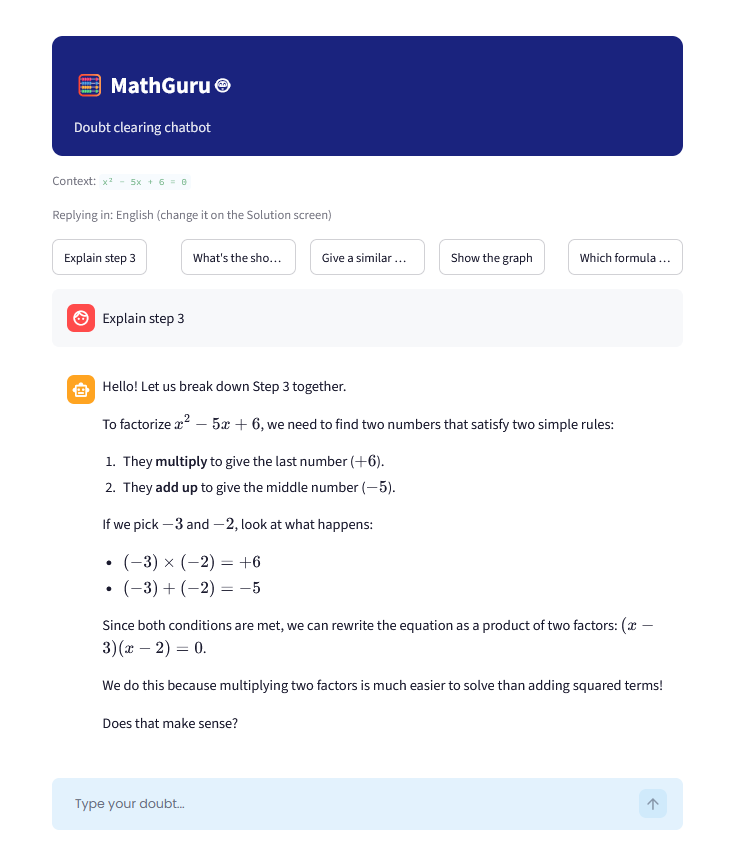 MathGuru
Doubt clearing chatbot
Context: x² − 5x + 6 = 0
Replying in: English (change it on the Solution screen)
Explain step 3
What's the sho...
Give a similar ...
Show the graph
Which formula ...
Explain step 3
Hello! Let us break down Step 3 together.
To factorize x² − 5x + 6, we need to find two numbers that satisfy two simple rules:
1. They multiply to give the last number (+6).
2. They add up to give the middle number (−5).
If we pick −3 and −2, look at what happens:
• (−3) × (−2) = +6
• (−3) + (−2) = −5
Since both conditions are met, we can rewrite the equation as a product of two factors: (x −
3)(x − 2) = 0.
We do this because multiplying two factors is much easier to solve than adding squared terms!
Does that make sense?
Type your doubt...